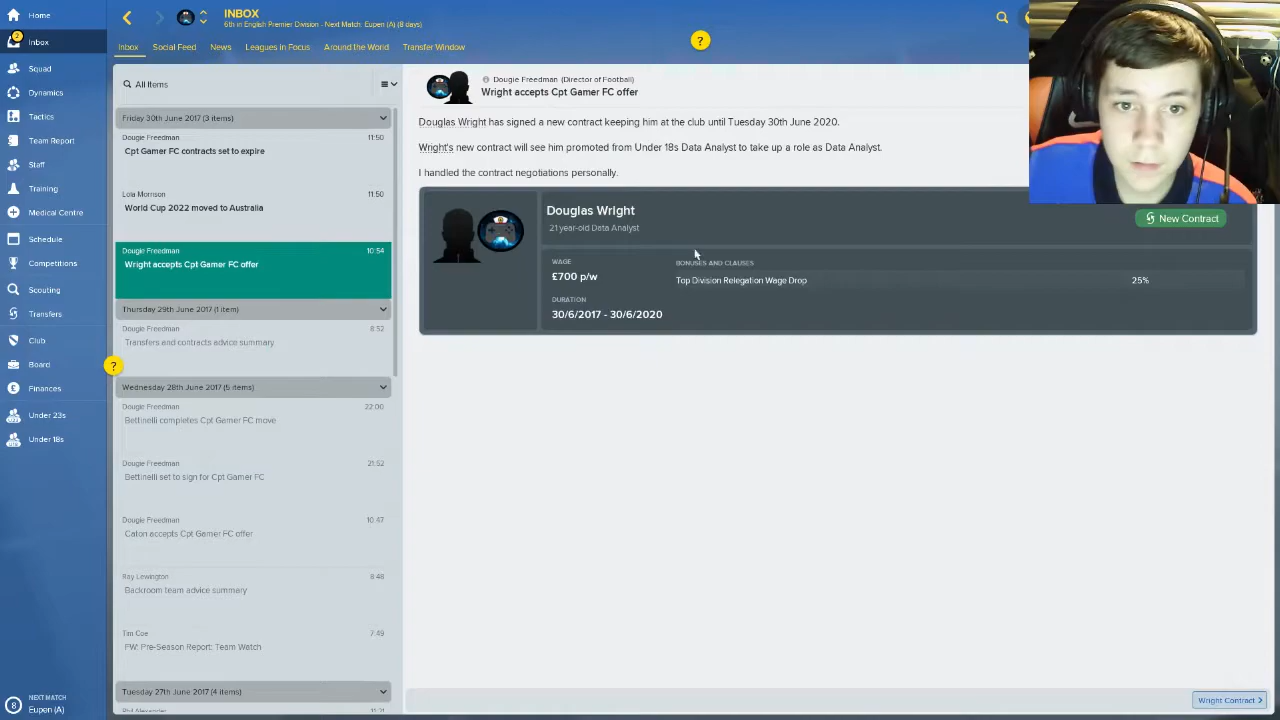 Home
2
Inbox
Squad
Dynamics
Tactics
Team Report
Staff
Training
Medical Centre
Schedule
Competitions
Scouting
Transfers
Club
Board
Finances
Under 23s
Under 18s
NEXT MATCH
8
Eupen (A)
INBOX
6th in English Premier Division - Next Match: Eupen (A) (8 days)
Inbox
Social Feed
News
Leagues in Focus
Around the World
Transfer Window
?
?
All Items
Friday 30th June 2017 (3 items)
Dougie Freedman 11:50
Cpt Gamer FC contracts set to expire
Lola Morrison 11:50
World Cup 2022 moved to Australia
Dougie Freedman 10:54
Wright accepts Cpt Gamer FC offer
Thursday 29th June 2017 (1 item)
Dougie Freedman 8:52
Transfers and contracts advice summary
Wednesday 28th June 2017 (5 items)
Dougie Freedman 22:00
Bettinelli completes Cpt Gamer FC move
Dougie Freedman 21:52
Bettinelli set to sign for Cpt Gamer FC
Dougie Freedman 10:47
Caton accepts Cpt Gamer FC offer
Ray Lewington 8:48
Backroom team advice summary
Tim Coe 7:49
FW: Pre-Season Report: Team Watch
Tuesday 27th June 2017 (4 items)
Phil Alexander 11:21
Dougie Freedman (Director of Football)
Wright accepts Cpt Gamer FC offer
Douglas Wright has signed a new contract keeping him at the club until Tuesday 30th June 2020.
Wright's new contract will see him promoted from Under 18s Data Analyst to take up a role as Data Analyst.
I handled the contract negotiations personally.
Douglas Wright
21 year-old Data Analyst
New Contract
WAGE
£700 p/w
BONUSES AND CLAUSES
Top Division Relegation Wage Drop 25%
DURATION
30/6/2017 - 30/6/2020
Wright Contract >